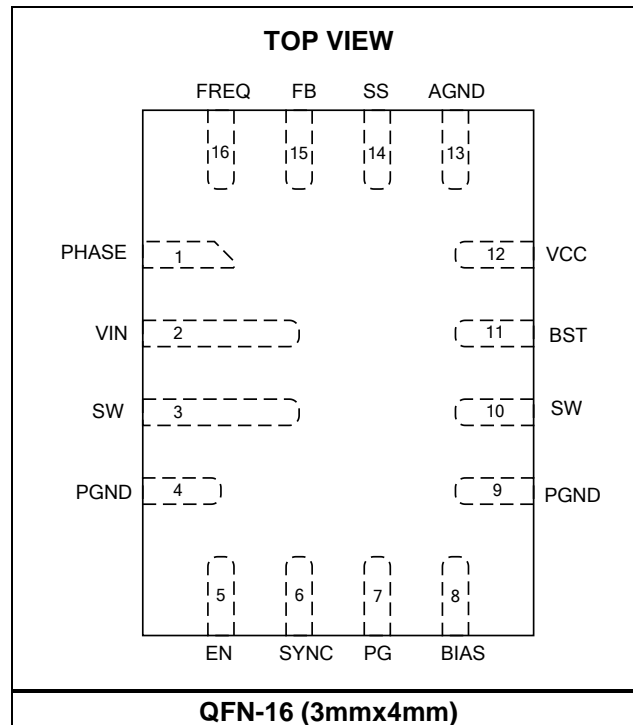 TOP VIEW
FREQ FB SS AGND
16 15 14 13
PHASE 1 12 VCC
VIN 2 11 BST
SW 3 10 SW
PGND 4 9 PGND
5 6 7 8
EN SYNC PG BIAS
QFN-16 (3mmx4mm)